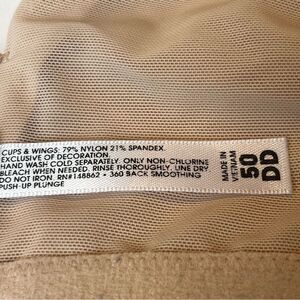 CUPS & WINGS: 79% NYLON 21% SPANDEX.
EXCLUSIVE OF DECORATION.
HAND WASH COLD SEPARATELY. ONLY NON-CHLORINE
BLEACH WHEN NEEDED. RINSE THOROUGHLY. LINE DRY
DO NOT IRON. RN#148862 • 360 BACK SMOOTHING
PUSH-UP PLUNGE
MADE IN
VIETNAM
50
DD